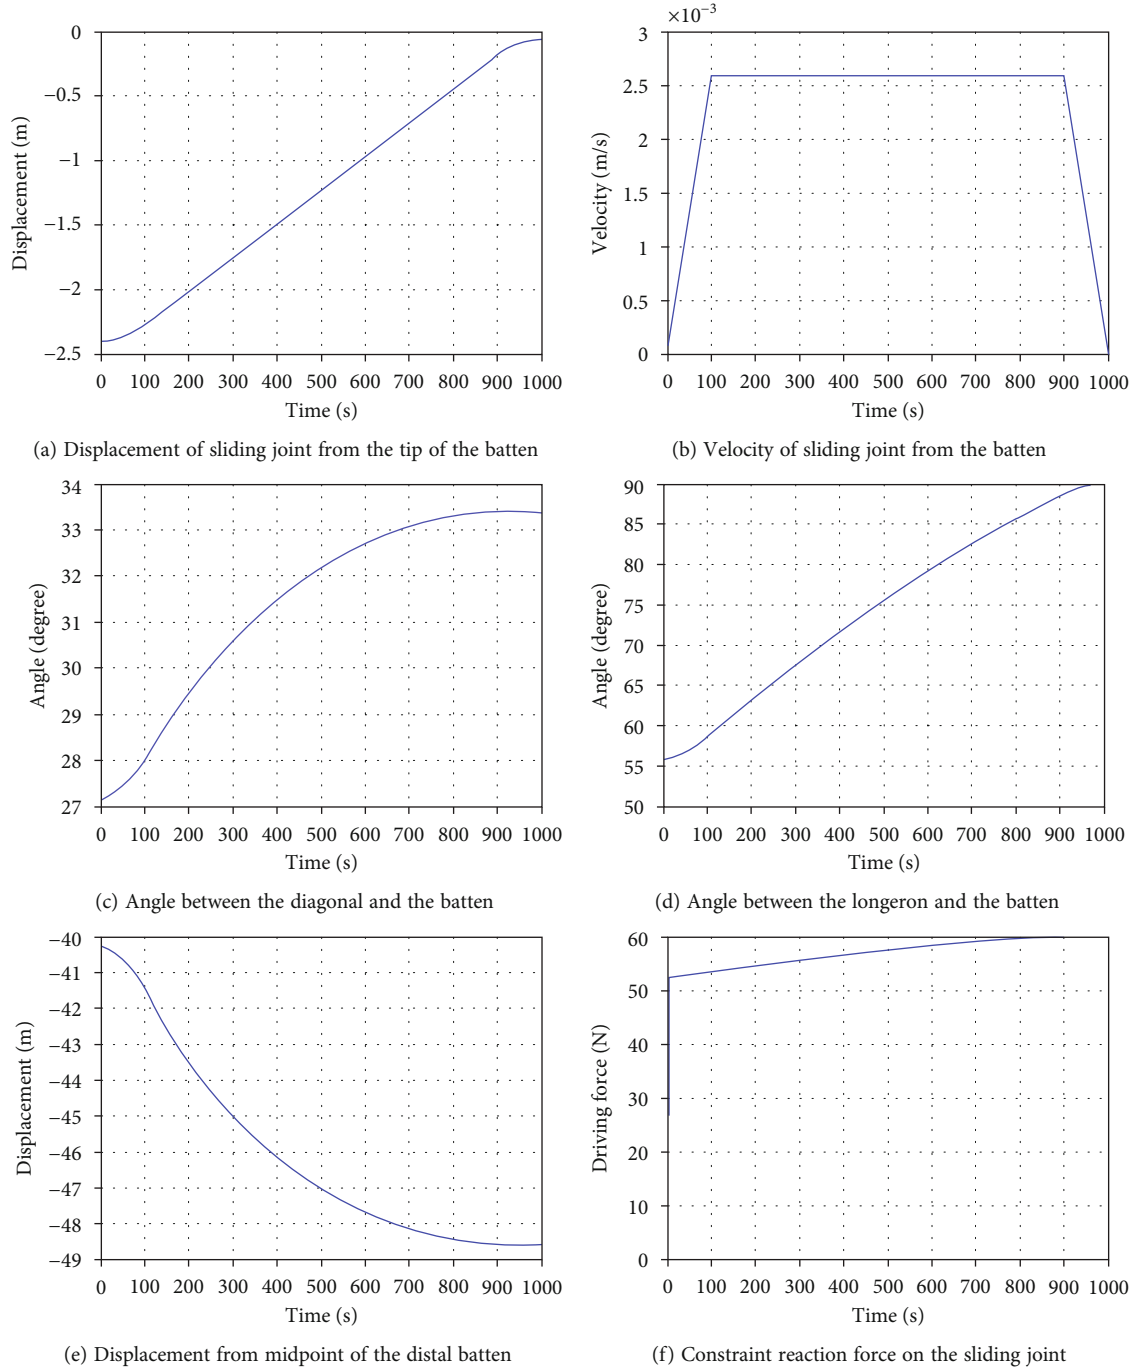 0
−0.5
−1
−1.5
−2
−2.5
Displacement (m)
0 100 200 300 400 500 600 700 800 900 1000
Time (s)
(a) Displacement of sliding joint from the tip of the batten
×10⁻³
3
2.5
2
1.5
1
0.5
0
Velocity (m/s)
0 100 200 300 400 500 600 700 800 900 1000
Time (s)
(b) Velocity of sliding joint from the batten
34
33
32
31
30
29
28
27
Angle (degree)
0 100 200 300 400 500 600 700 800 900 1000
Time (s)
(c) Angle between the diagonal and the batten
90
85
80
75
70
65
60
55
50
Angle (degree)
0 100 200 300 400 500 600 700 800 900 1000
Time (s)
(d) Angle between the longeron and the batten
−40
−41
−42
−43
−44
−45
−46
−47
−48
−49
Displacement (m)
0 100 200 300 400 500 600 700 800 900 1000
Time (s)
(e) Displacement from midpoint of the distal batten
60
50
40
30
20
10
0
Driving force (N)
0 100 200 300 400 500 600 700 800 900 1000
Time (s)
(f) Constraint reaction force on the sliding joint